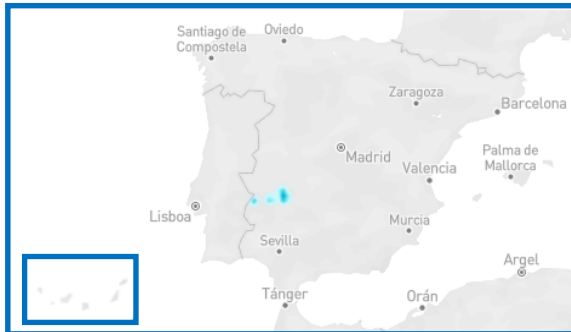 Santiago de
Compostela
Oviedo
Zaragoza
Barcelona
Madrid
Palma de
Mallorca
Valencia
Lisboa
Murcia
Sevilla
Argel
Tánger
Orán